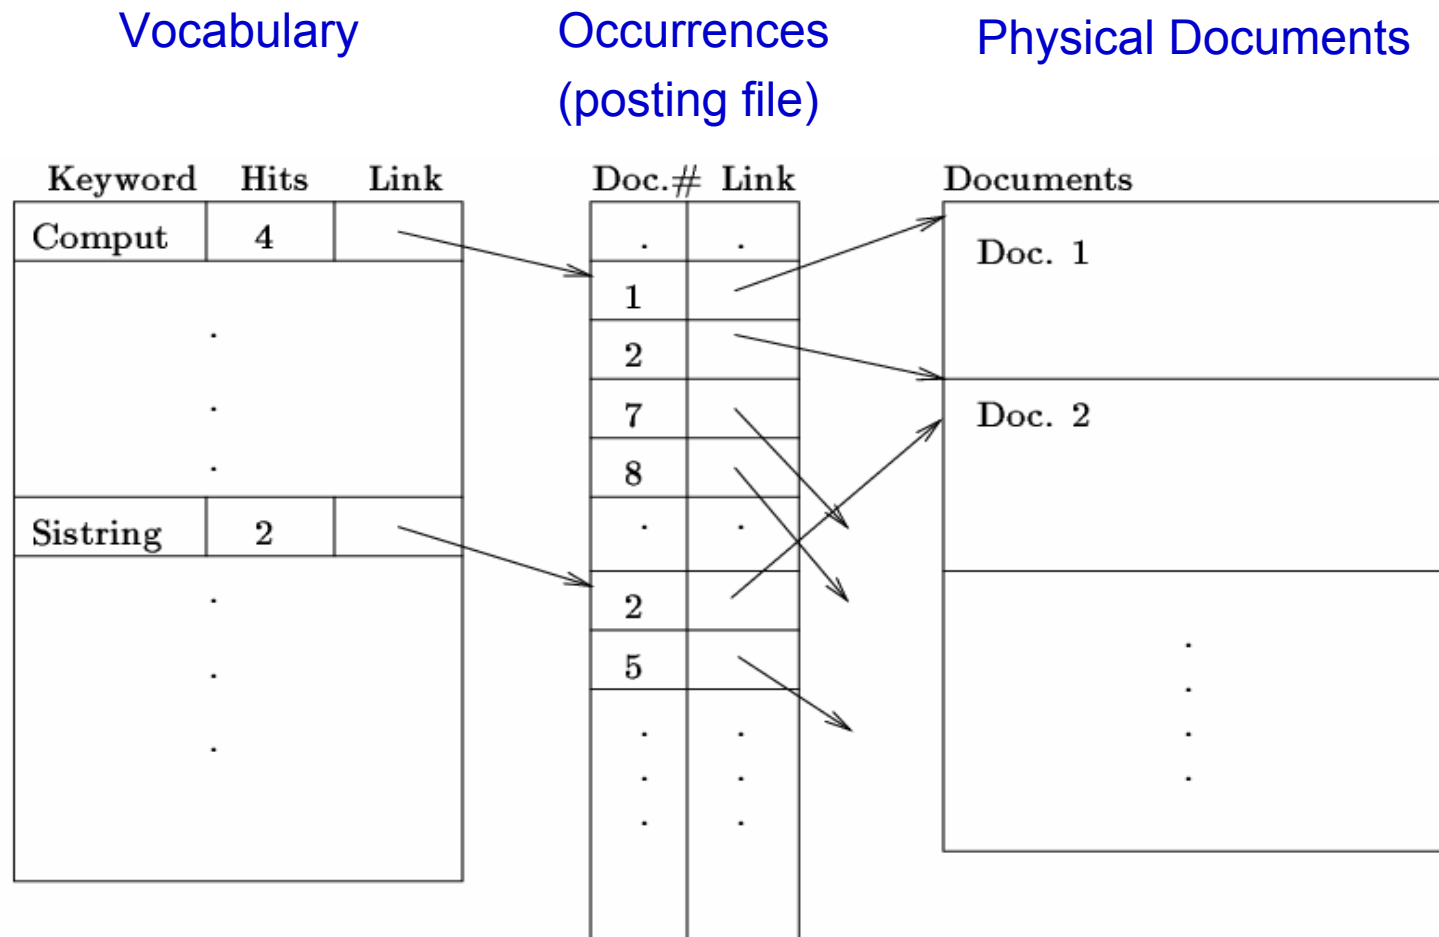 Vocabulary
Occurrences
(posting file)
Physical Documents
Keyword Hits Link
Comput 4
.
.
.
Sistring 2
.
.
.
Doc.# Link
. .
1
2
7
8
. .
2
5
. .
. .
. .
Documents
Doc. 1
Doc. 2
.
.
.
.